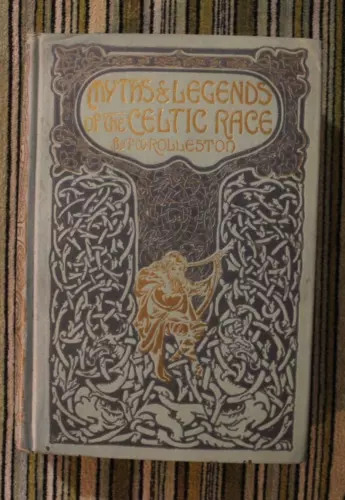 MYTHS & LEGENDS
OF THE CELTIC RACE
By T.W. ROLLESTON